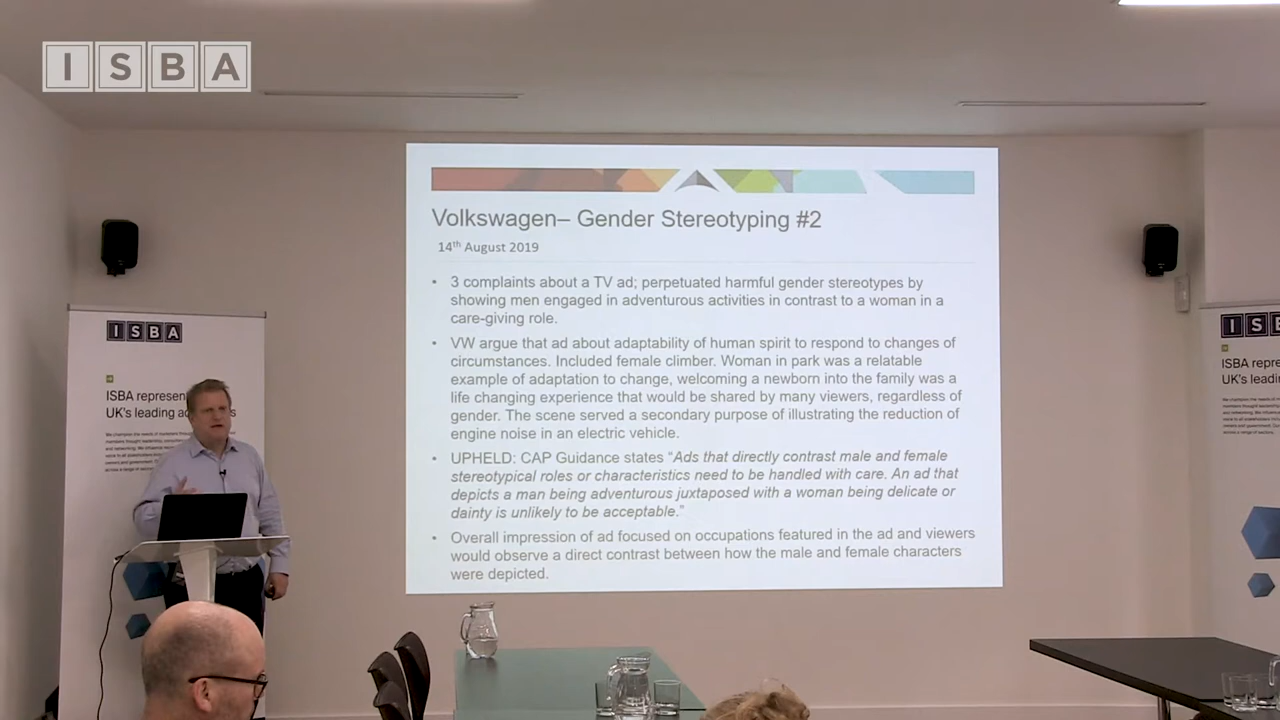 ISBA
Volkswagen– Gender Stereotyping #2
14th August 2019
• 3 complaints about a TV ad; perpetuated harmful gender stereotypes by
showing men engaged in adventurous activities in contrast to a woman in a
care-giving role.
• VW argue that ad about adaptability of human spirit to respond to changes of
circumstances. Included female climber. Woman in park was a relatable
example of adaptation to change, welcoming a newborn into the family was a
life changing experience that would be shared by many viewers, regardless of
gender. The scene served a secondary purpose of illustrating the reduction of
engine noise in an electric vehicle.
• UPHELD: CAP Guidance states “Ads that directly contrast male and female
stereotypical roles or characteristics need to be handled with care. An ad that
depicts a man being adventurous juxtaposed with a woman being delicate or
dainty is unlikely to be acceptable.”
• Overall impression of ad focused on occupations featured in the ad and viewers
would observe a direct contrast between how the male and female characters
were depicted.
ISBA
ISBA represen
UK's leading ad s
ISB
ISBA repre
UK's leadi